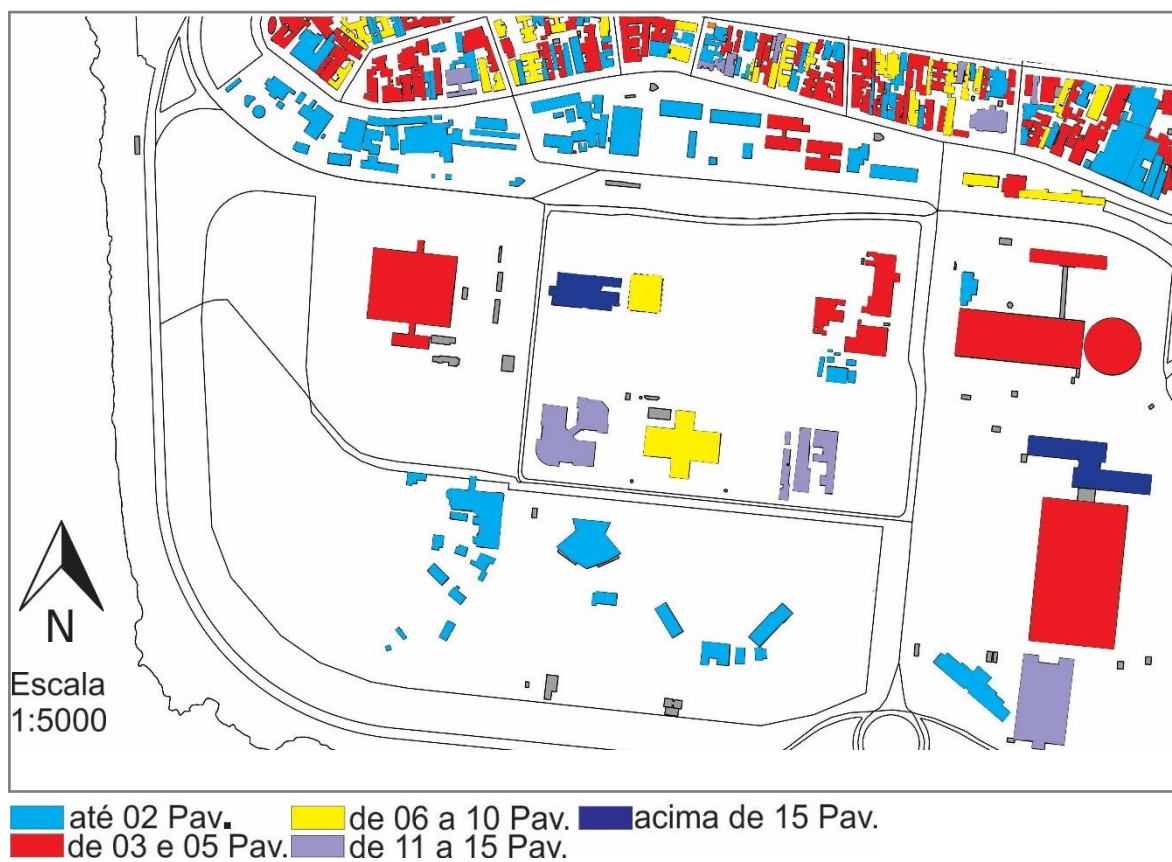 N
Escala
1:5000
até 02 Pav. de 06 a 10 Pav. acima de 15 Pav.
de 03 e 05 Pav. de 11 a 15 Pav.